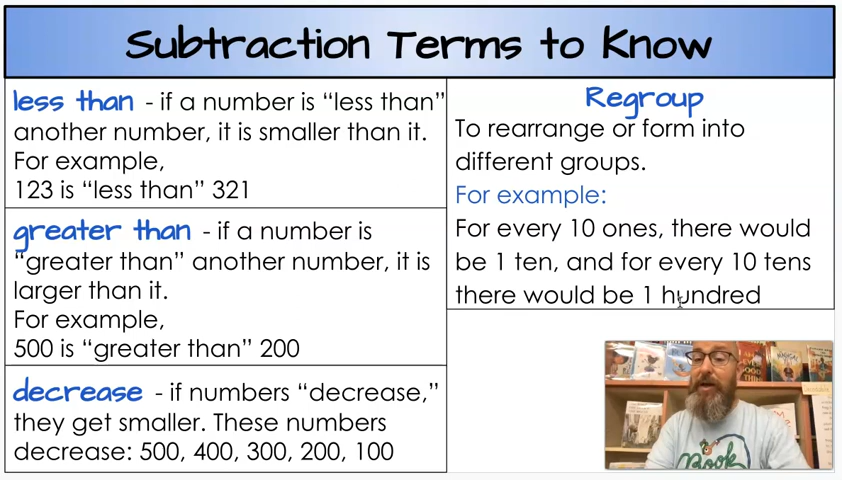 Subtraction Terms to Know
less than - if a number is “less than”
another number, it is smaller than it.
For example,
123 is “less than” 321
greater than - if a number is
“greater than” another number, it is
larger than it.
For example,
500 is “greater than” 200
decrease - if numbers “decrease,”
they get smaller. These numbers
decrease: 500, 400, 300, 200, 100
Regroup
To rearrange or form into
different groups.
For example:
For every 10 ones, there would
be 1 ten, and for every 10 tens
there would be 1 hundred
Book